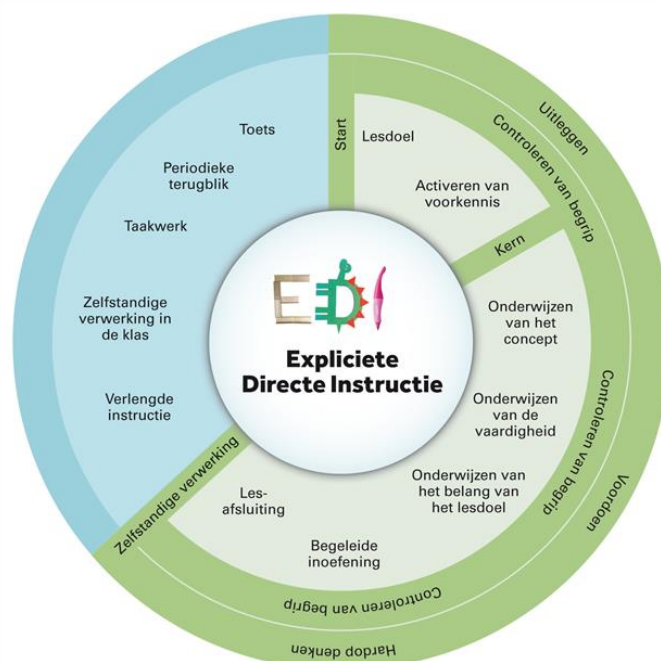 EDI
Expliciete
Directe Instructie
Start
Lesdoel
Activeren van
voorkennis
Kern
Onderwijzen
van het
concept
Onderwijzen
van de
vaardigheid
Onderwijzen van
het belang van
het lesdoel
Begeleide
inoefening
Les-
afsluiting
Zelfstandige verwerking
Verlengde
instructie
Zelfstandige
verwerking in
de klas
Taakwerk
Periodieke
terugblik
Toets
Controleren van begrip
Controleren van begrip
Controleren van begrip
Uitleggen
Voordoen
Hardop denken